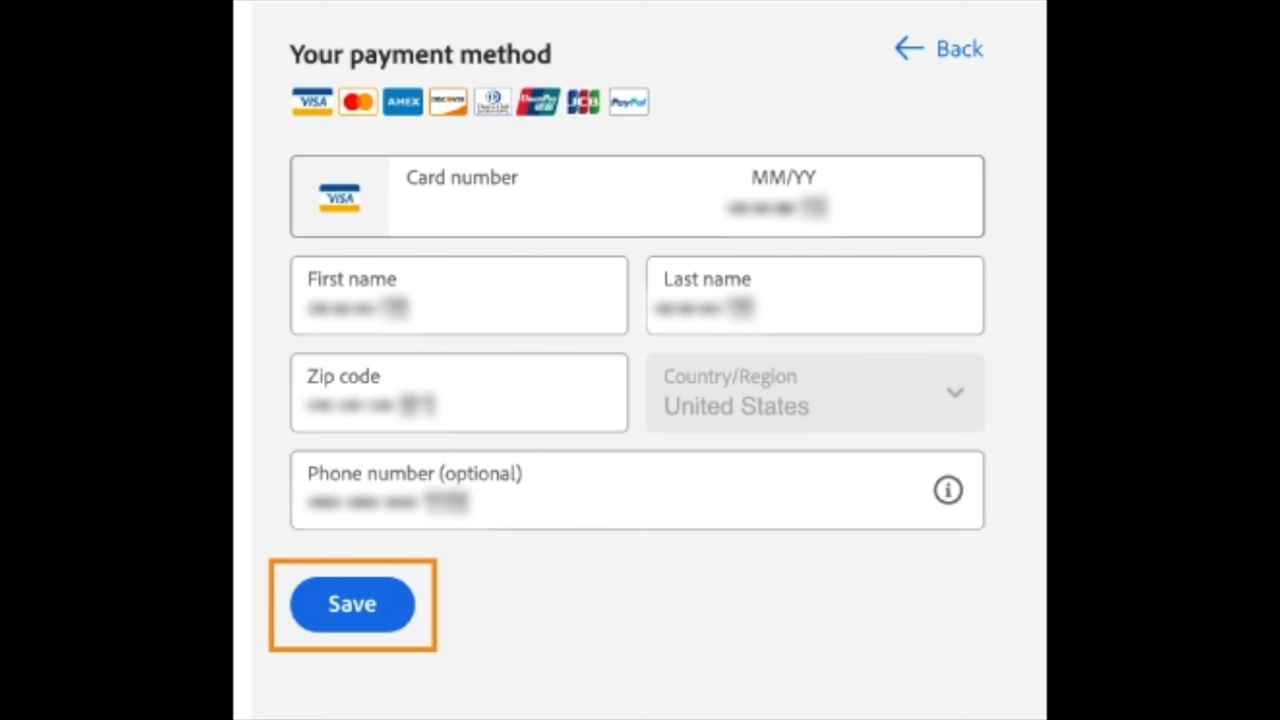 Your payment method
Back
VISA AMEX DISCOVER UnionPay JCB PayPal
Card number MM/YY
VISA
First name Last name
Zip code Country/Region
United States
Phone number (optional)
Save